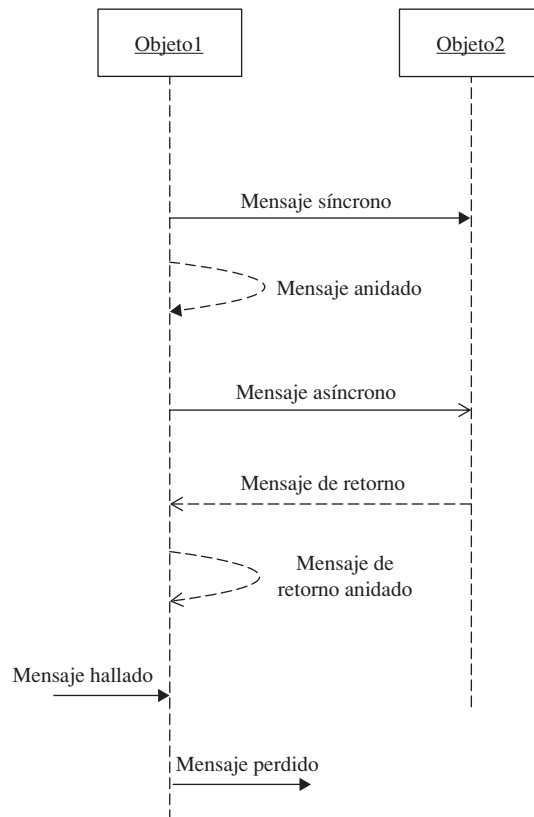 Objeto1
Objeto2
Mensaje síncrono
Mensaje anidado
Mensaje asíncrono
Mensaje de retorno
Mensaje de
retorno anidado
Mensaje hallado
Mensaje perdido